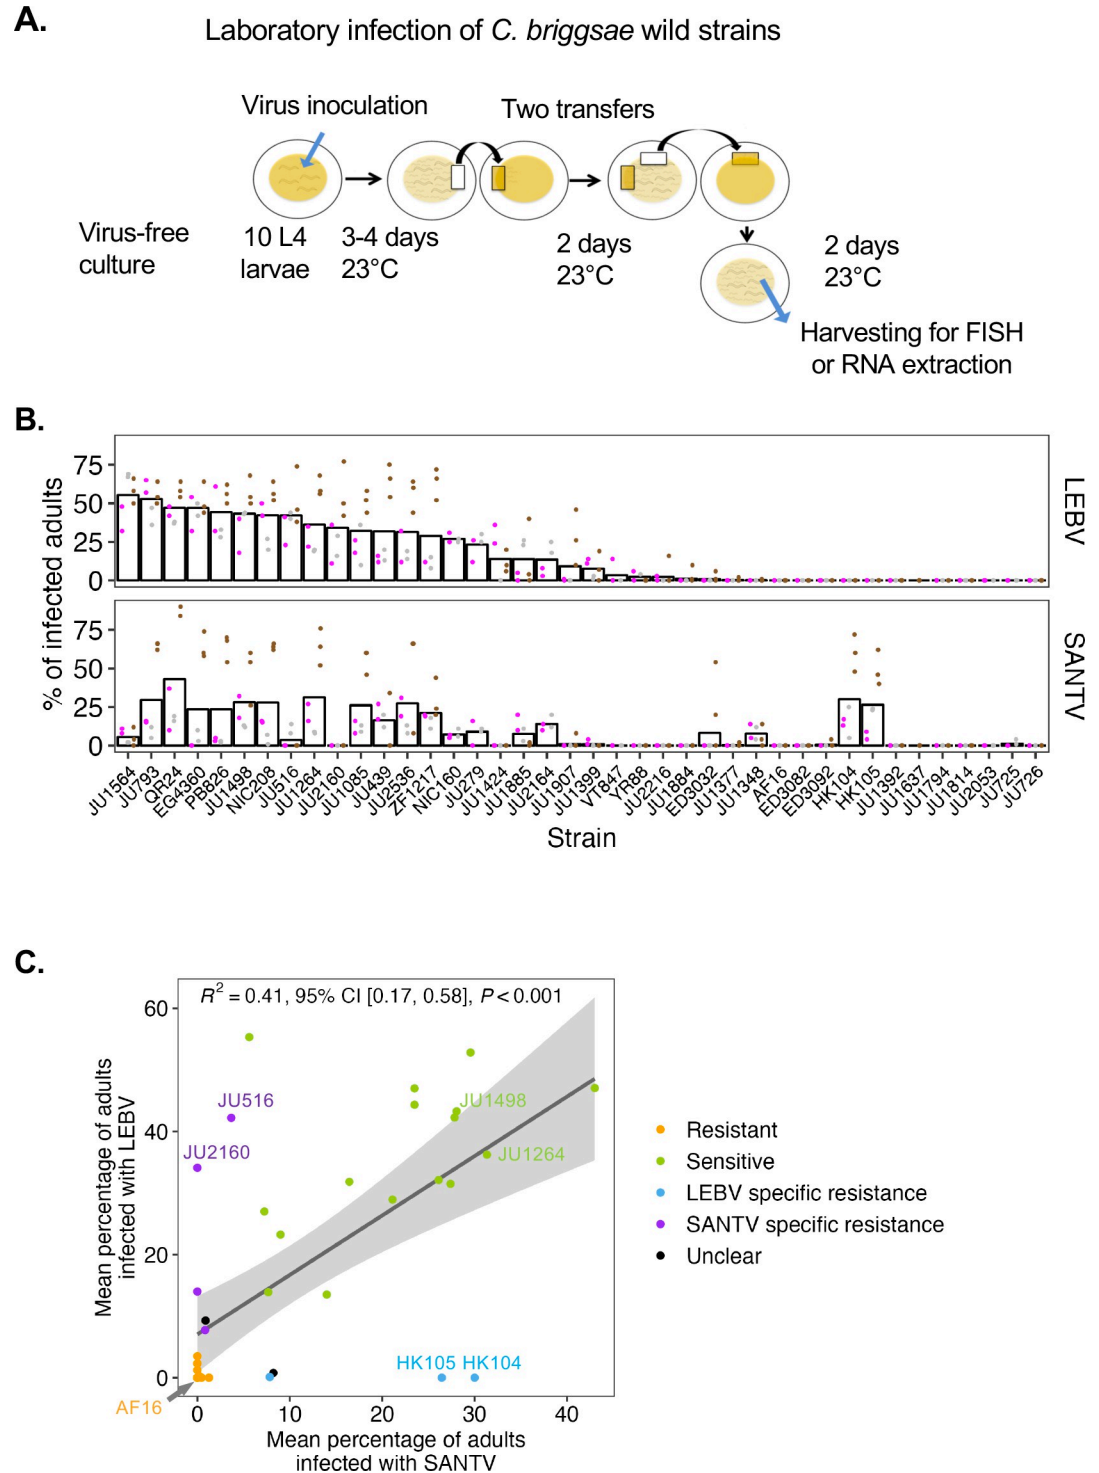 A.
Laboratory infection of C. briggsae wild strains
Virus inoculation
Two transfers
Virus-free
culture
10 L4
larvae
3-4 days
23°C
2 days
23°C
2 days
23°C
Harvesting for FISH
or RNA extraction
B.
% of infected adults
75
50
25
0
LEBV
75
50
25
0
SANTV
JU1564
JU793
QR24
EG4360
PB826
JU1498
NIC208
JU516
JU1264
JU2160
JU1085
JU439
JU2536
ZF1217
NIC160
JU279
JU1424
JU1885
JU2164
JU1907
JU1399
VT847
YR68
JU2216
JU1884
ED3032
JU1377
JU1348
AF16
ED3082
ED3092
HK104
HK105
JU1392
JU1637
JU1794
JU1814
JU2053
JU725
JU726
Strain
C.
R2 = 0.41, 95% CI [0.17, 0.58], P < 0.001
Mean percentage of adults
infected with LEBV
60
40
20
0
JU516
JU2160
JU1498
JU1264
HK105
HK104
AF16
0
10
20
30
40
Mean percentage of adults
infected with SANTV
Resistant
Sensitive
LEBV specific resistance
SANTV specific resistance
Unclear